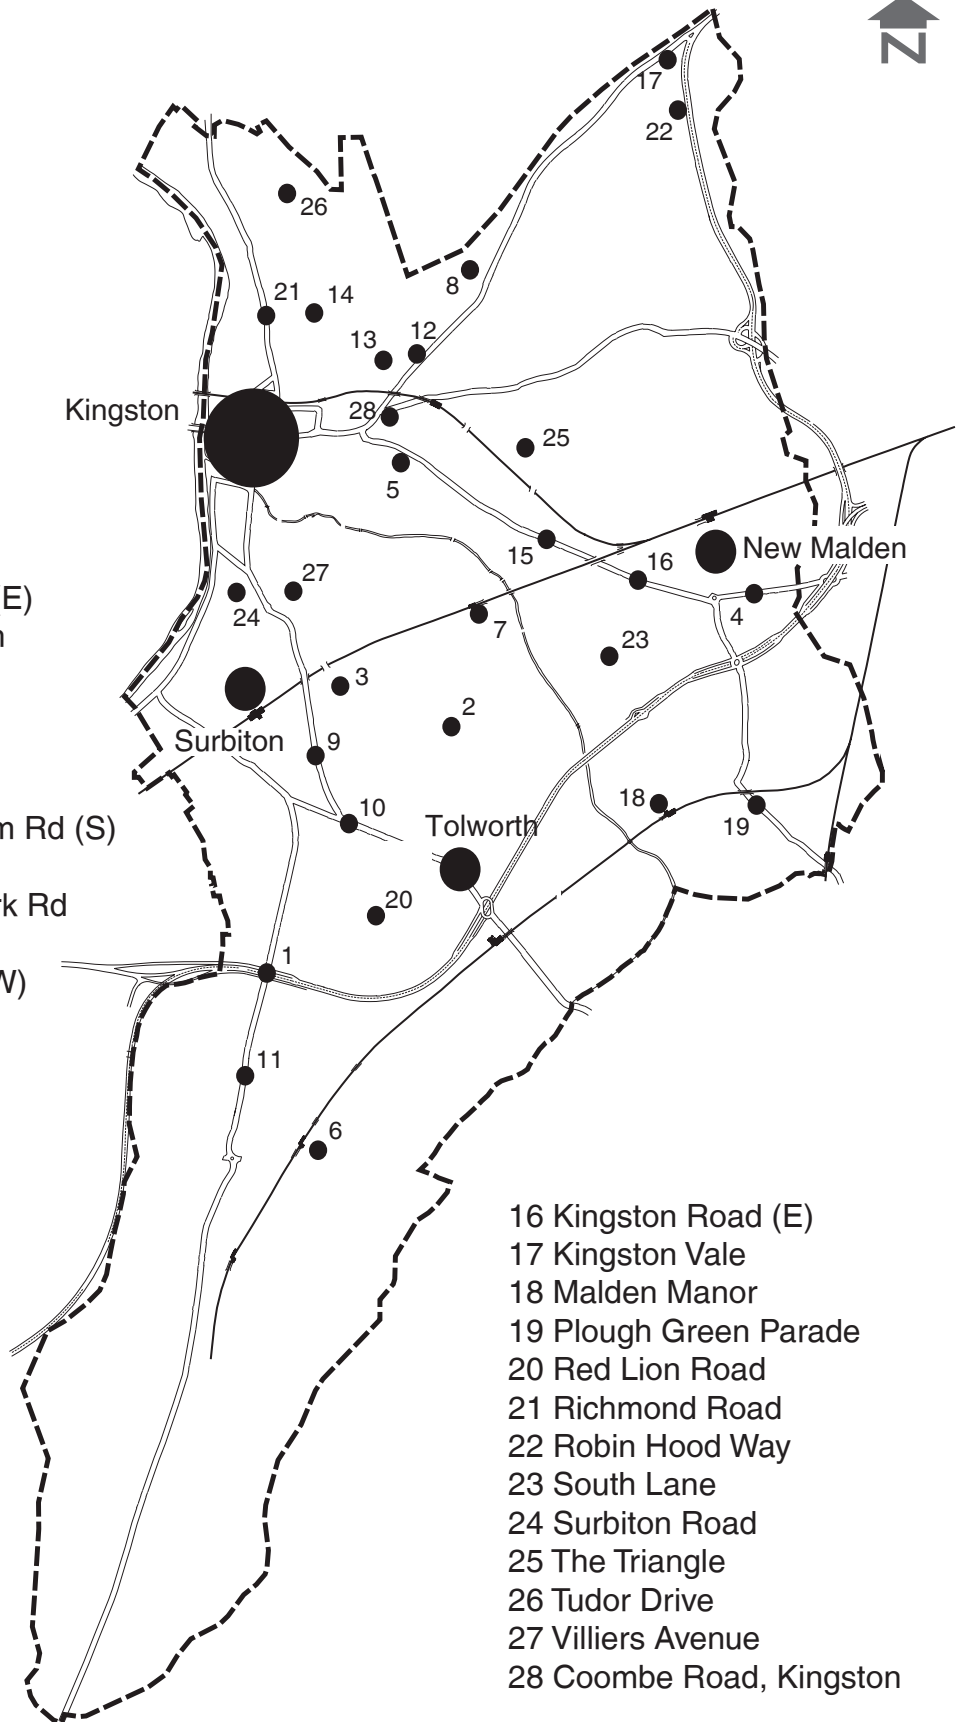 N
17
22
26
8
21
14
13
12
Kingston
28
25
5
15
New Malden
16
27
24
4
7
(E)
23
3
2
Surbiton
9
18
10
Tolworth
19
m Rd (S)
20
rk Rd
1
W)
11
6
16 Kingston Road (E)
17 Kingston Vale
18 Malden Manor
19 Plough Green Parade
20 Red Lion Road
21 Richmond Road
22 Robin Hood Way
23 South Lane
24 Surbiton Road
25 The Triangle
26 Tudor Drive
27 Villiers Avenue
28 Coombe Road, Kingston